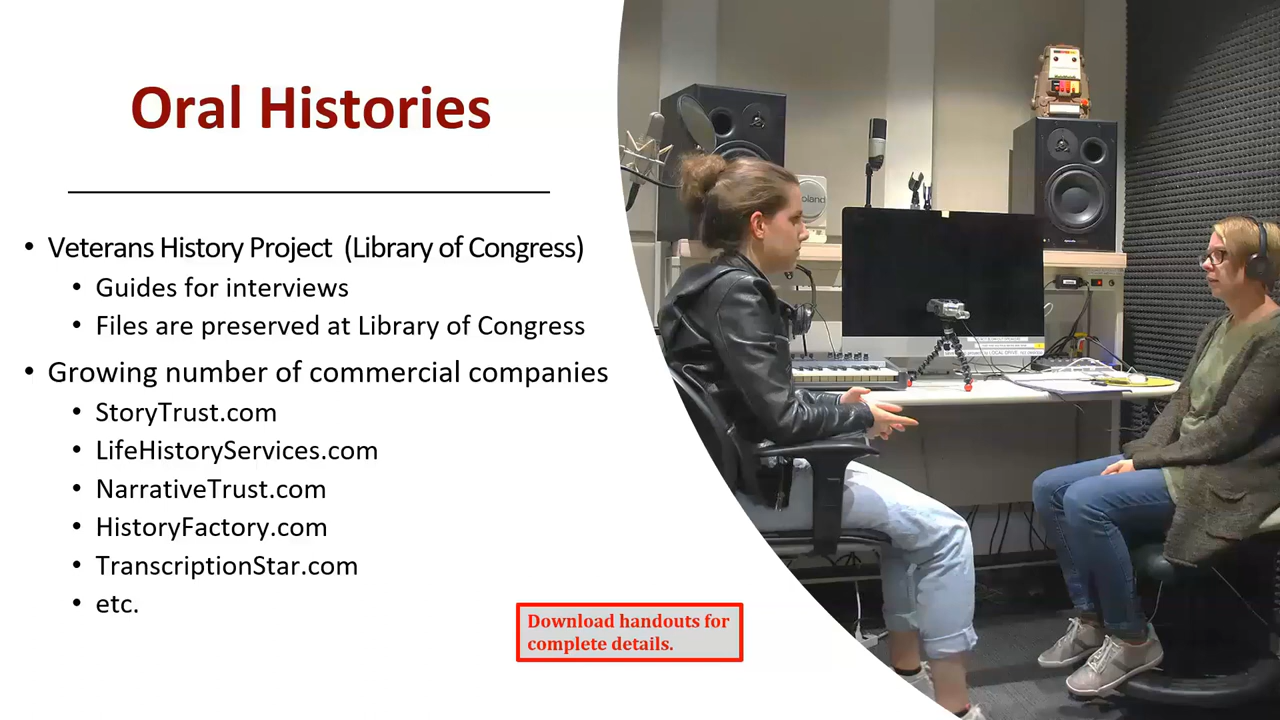 Oral Histories
• Veterans History Project (Library of Congress)
• Guides for interviews
• Files are preserved at Library of Congress
• Growing number of commercial companies
• StoryTrust.com
• LifeHistoryServices.com
• NarrativeTrust.com
• HistoryFactory.com
• TranscriptionStar.com
• etc.
Download handouts for
complete details.